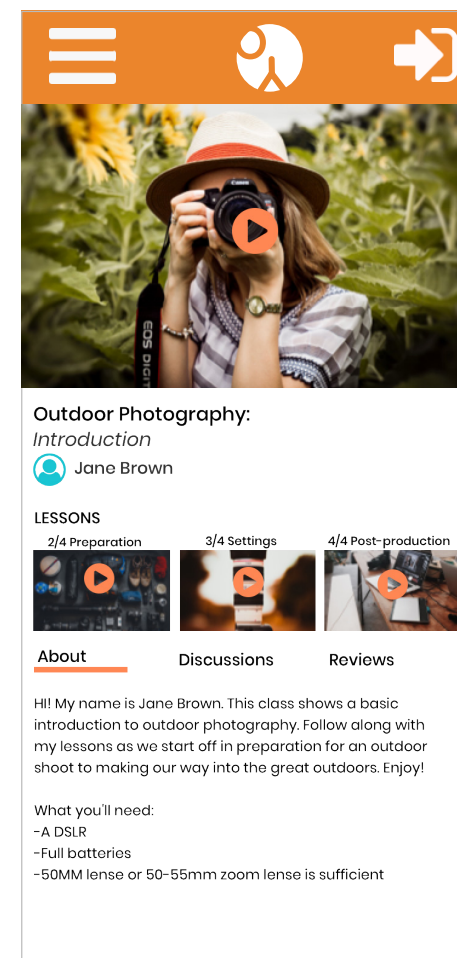 EOS DIGIT
Outdoor Photography:
Introduction
Jane Brown
LESSONS
2/4 Preparation
3/4 Settings
4/4 Post-production
About
Discussions
Reviews
HI! My name is Jane Brown. This class shows a basic
introduction to outdoor photography. Follow along with
my lessons as we start off in preparation for an outdoor
shoot to making our way into the great outdoors. Enjoy!
What you'll need:
-A DSLR
-Full batteries
-50MM lense or 50-55mm zoom lense is sufficient